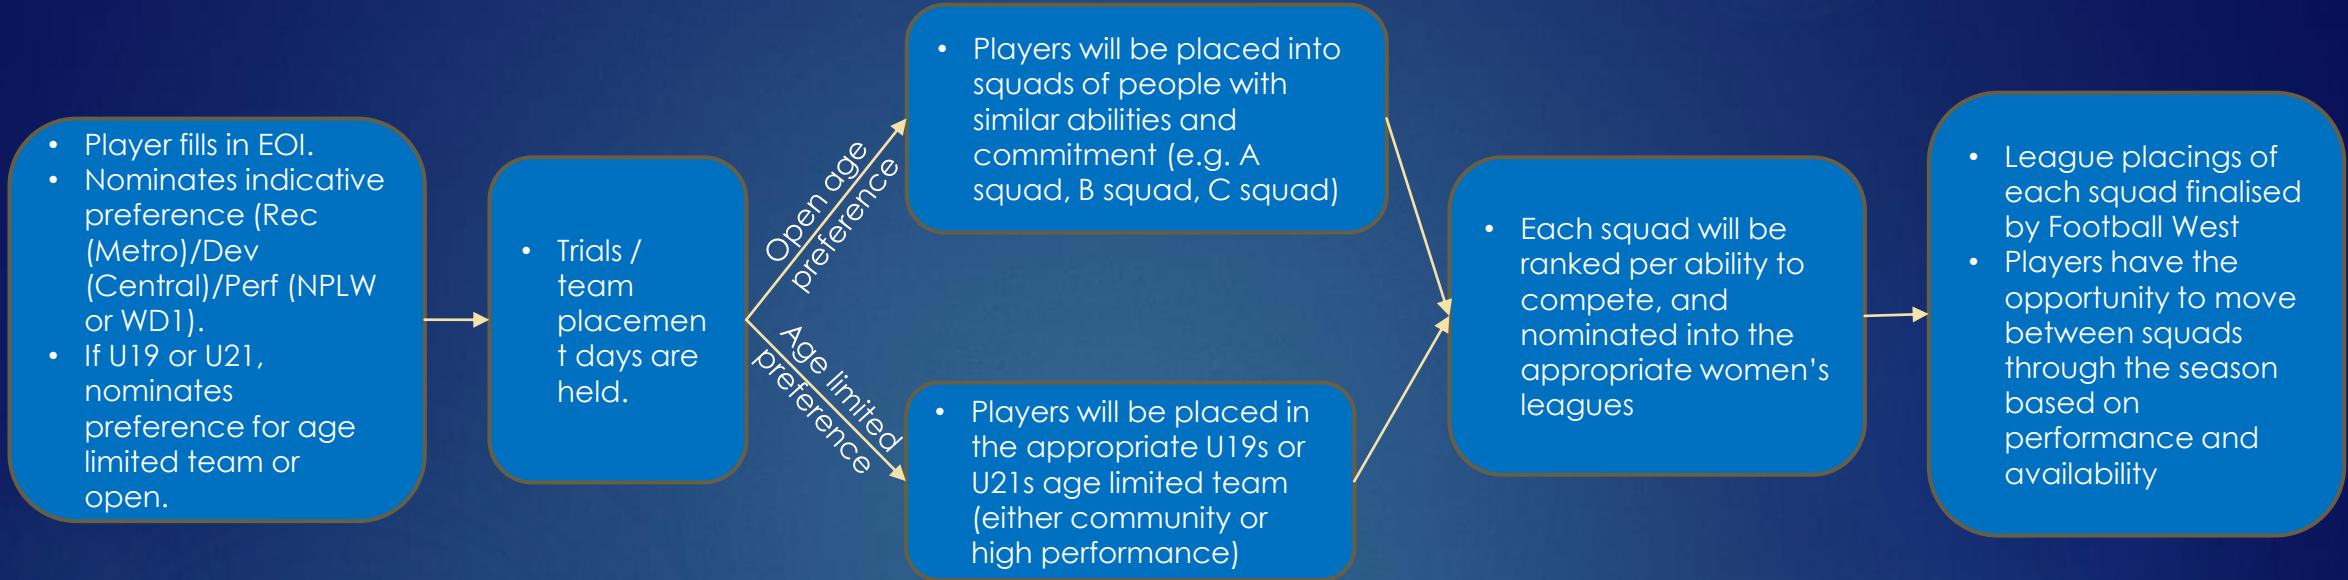 • Player fills in EOI.
• Nominates indicative
preference (Rec
(Metro)/Dev
(Central)/Perf (NPLW
or WD1).
• If U19 or U21,
nominates
preference for age
limited team or
open.
• Trials /
team
placemen
t days are
held.
Open age
preference
Age limited
preference
• Players will be placed into
squads of people with
similar abilities and
commitment (e.g. A
squad, B squad, C squad)
• Players will be placed in
the appropriate U19s or
U21s age limited team
(either community or
high performance)
• Each squad will be
ranked per ability to
compete, and
nominated into the
appropriate women’s
leagues
• League placings of
each squad finalised
by Football West
• Players have the
opportunity to move
between squads
through the season
based on
performance and
availability